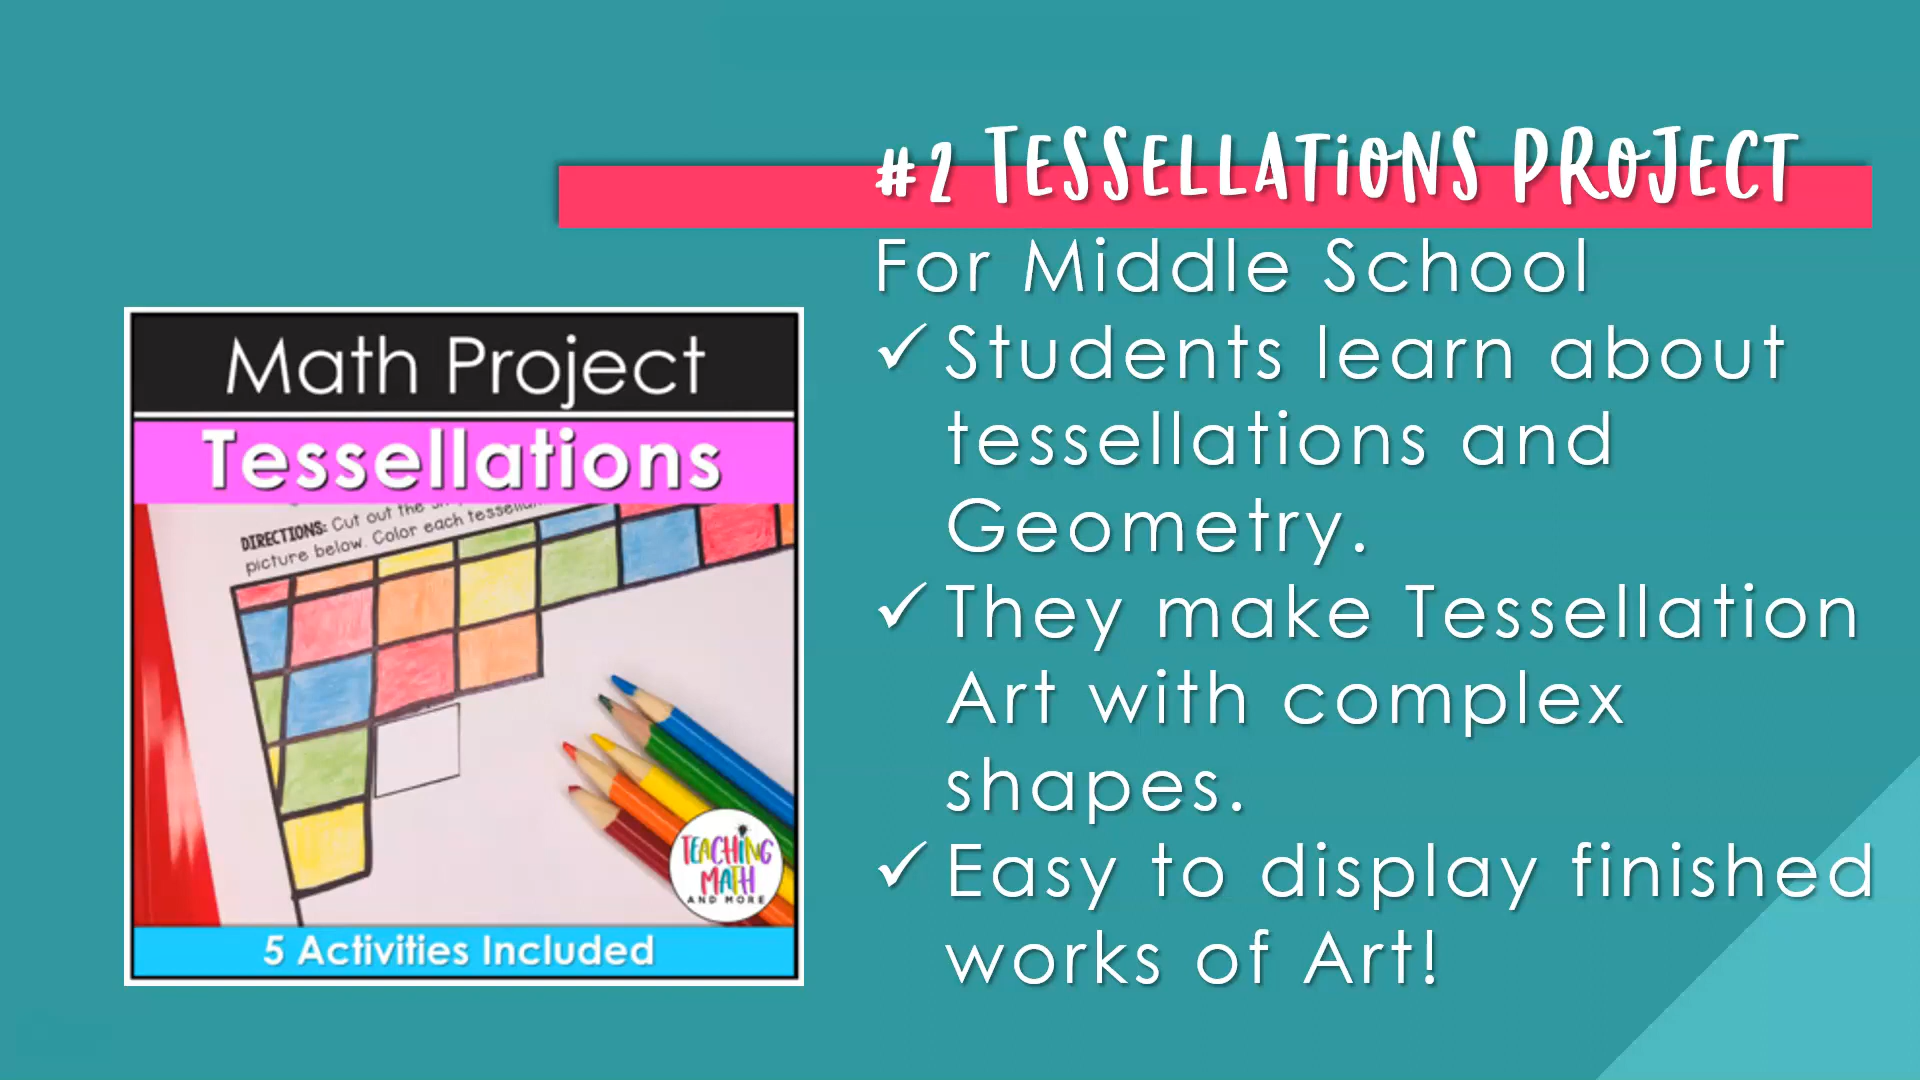 #2 TESSELLATiONS PROJECT
For Middle School
✓ Students learn about
tessellations and
Geometry.
✓ They make Tessellation
Art with complex
shapes.
✓ Easy to display finished
works of Art!
Math Project
Tessellations
DIRECTIONS: Cut out the
picture below. Color each
TEACHiNG
MATH
AND MORE
5 Activities Included